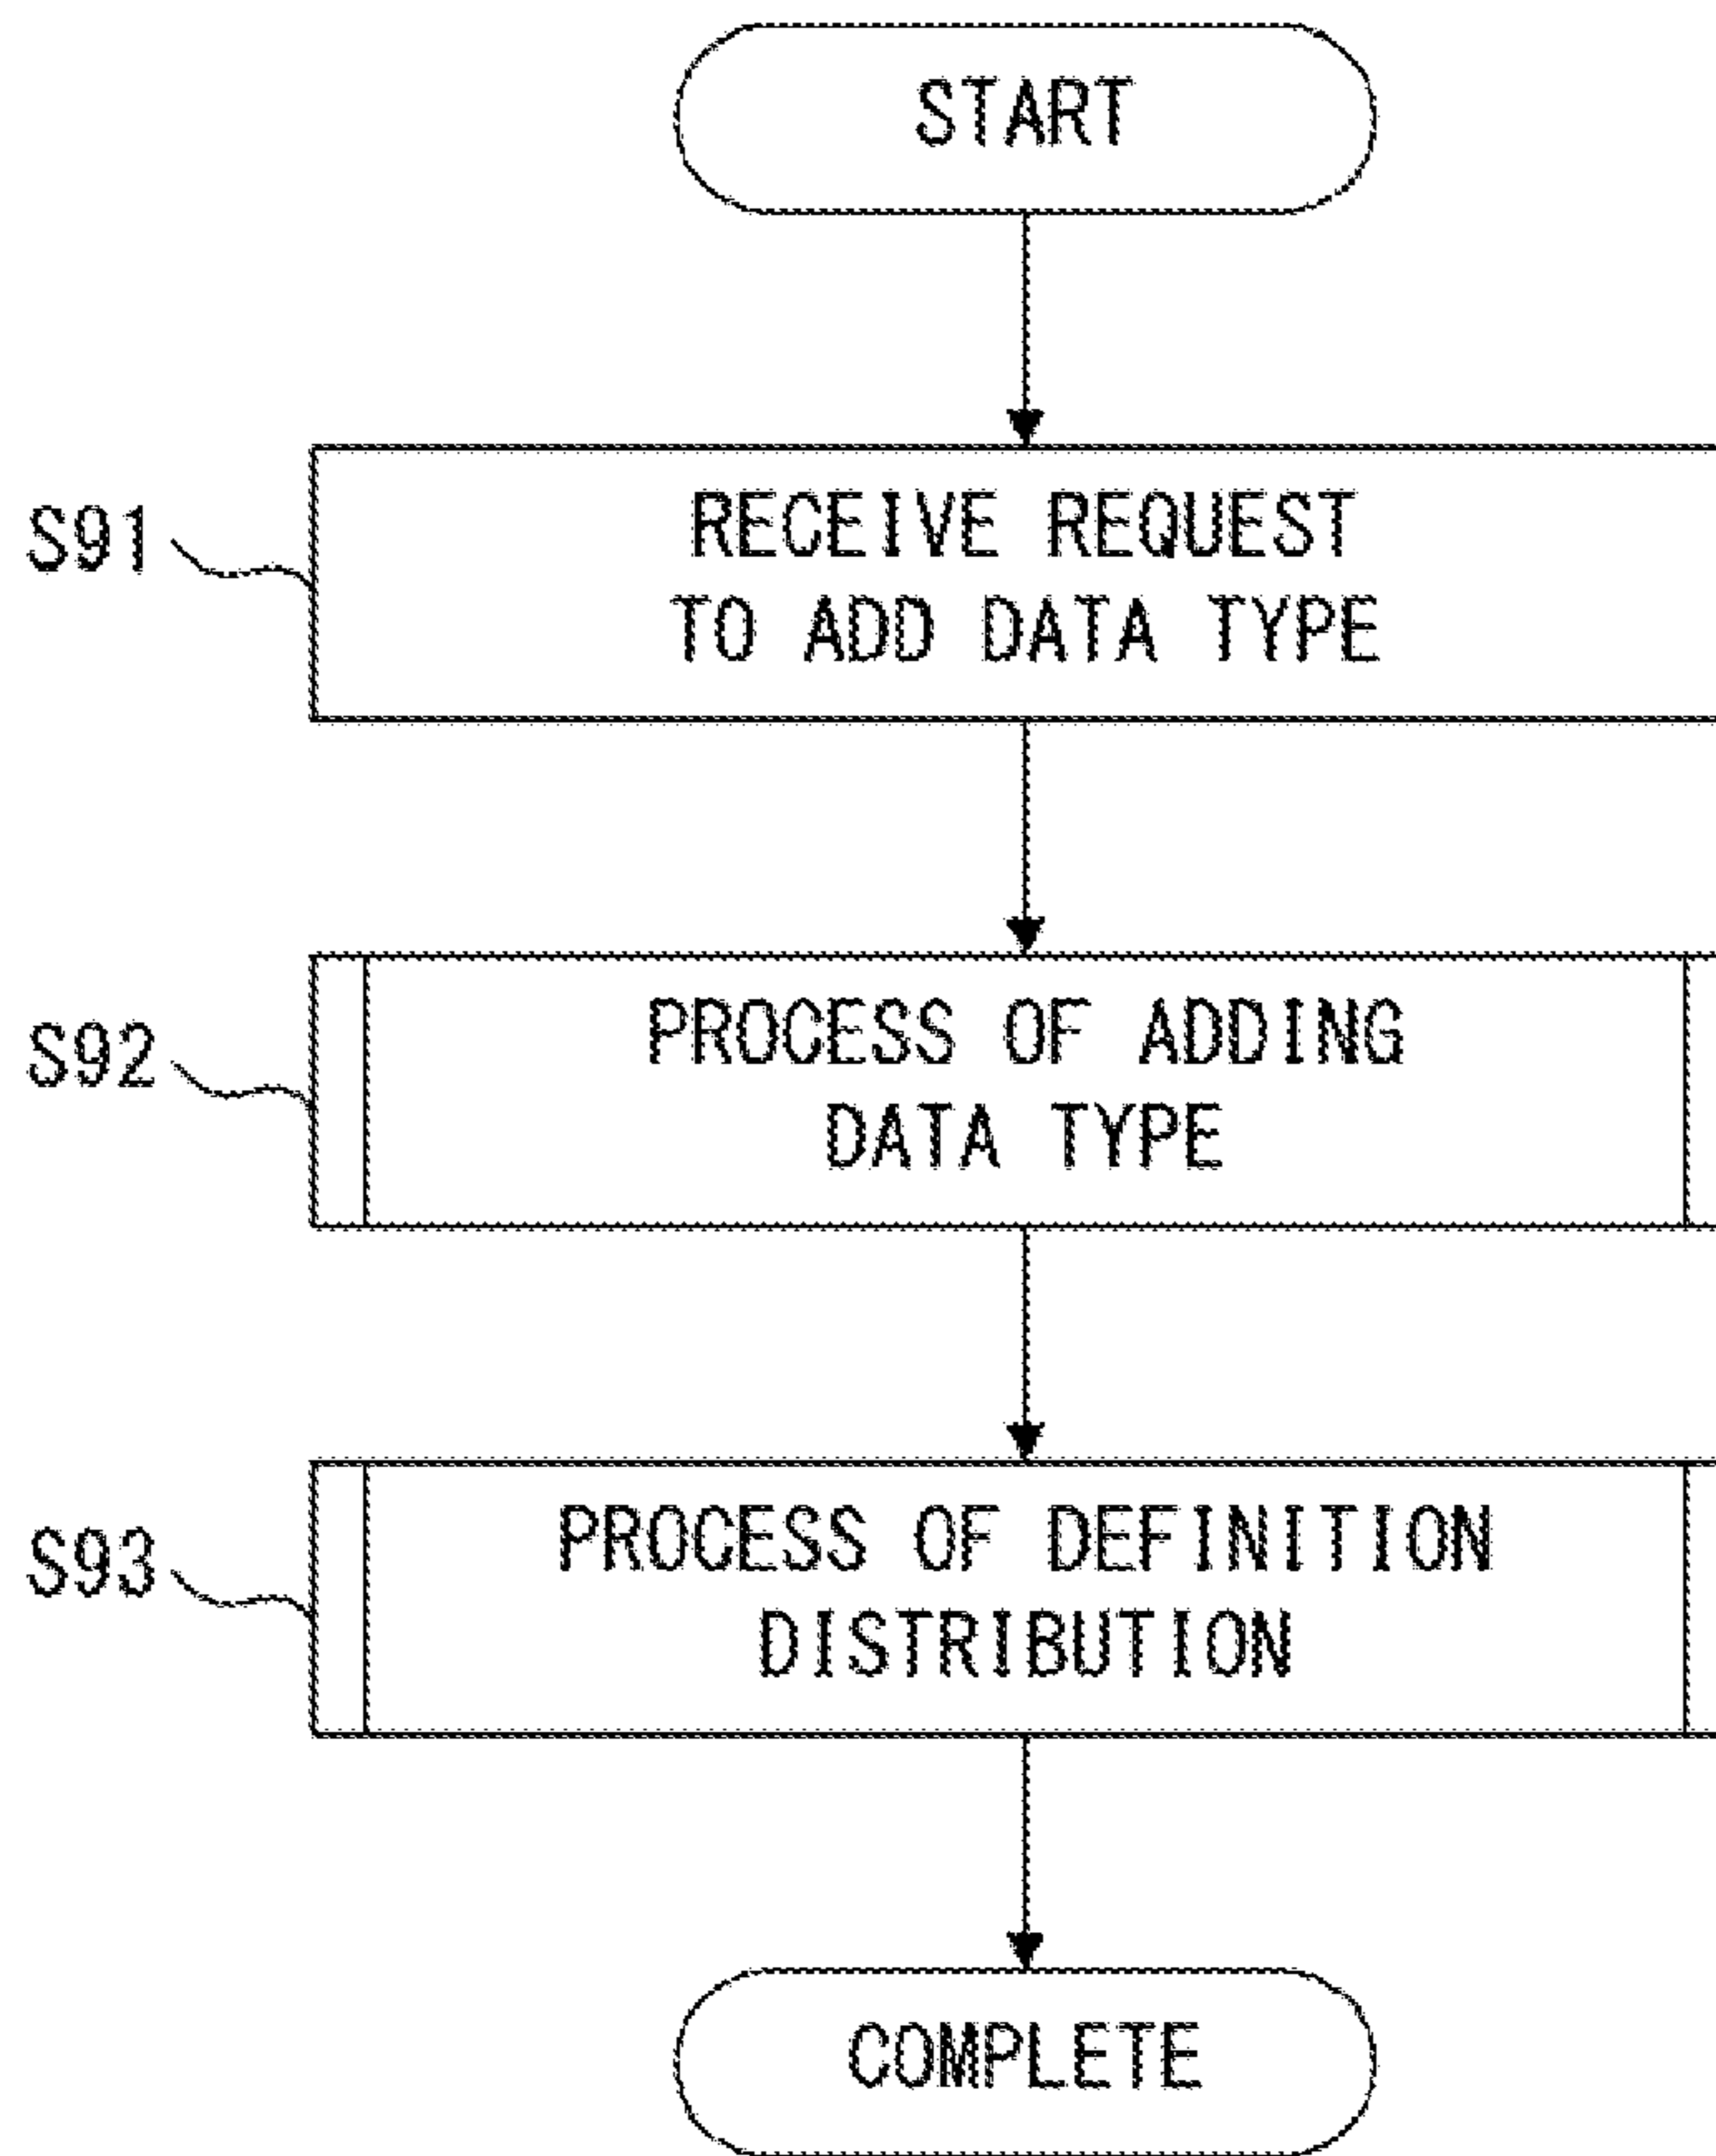 START
S91
RECEIVE REQUEST
TO ADD DATA TYPE
S92
PROCESS OF ADDING
DATA TYPE
S93
PROCESS OF DEFINITION
DISTRIBUTION
COMPLETE